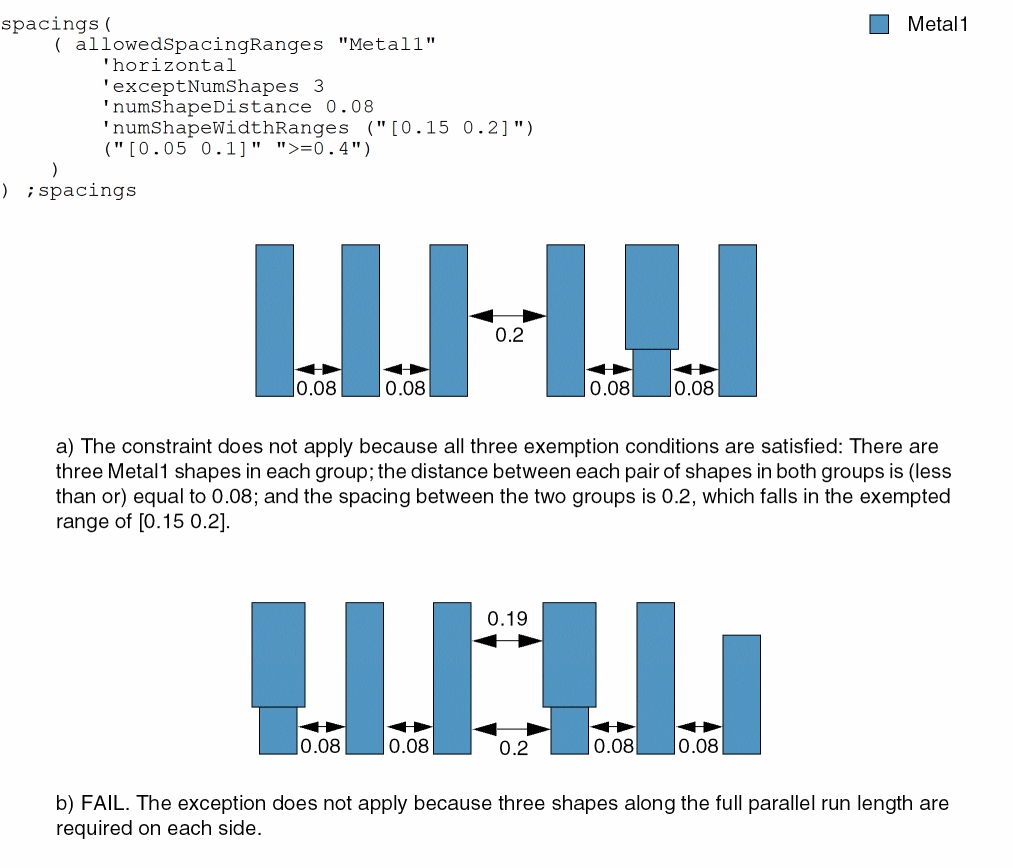 spacings(
( allowedSpacingRanges "Metal1"
'horizontal
'exceptNumShapes 3
'numShapeDistance 0.08
'numShapeWidthRanges ("[0.15 0.2]")
("[0.05 0.1]" ">=0.4")
)
) ;spacings
Metal1
0.2
0.08 0.08 0.08 0.08
a) The constraint does not apply because all three exemption conditions are satisfied: There are
three Metal1 shapes in each group; the distance between each pair of shapes in both groups is (less
than or) equal to 0.08; and the spacing between the two groups is 0.2, which falls in the exempted
range of [0.15 0.2].
0.19
0.08 0.08 0.2 0.08 0.08
b) FAIL. The exception does not apply because three shapes along the full parallel run length are
required on each side.